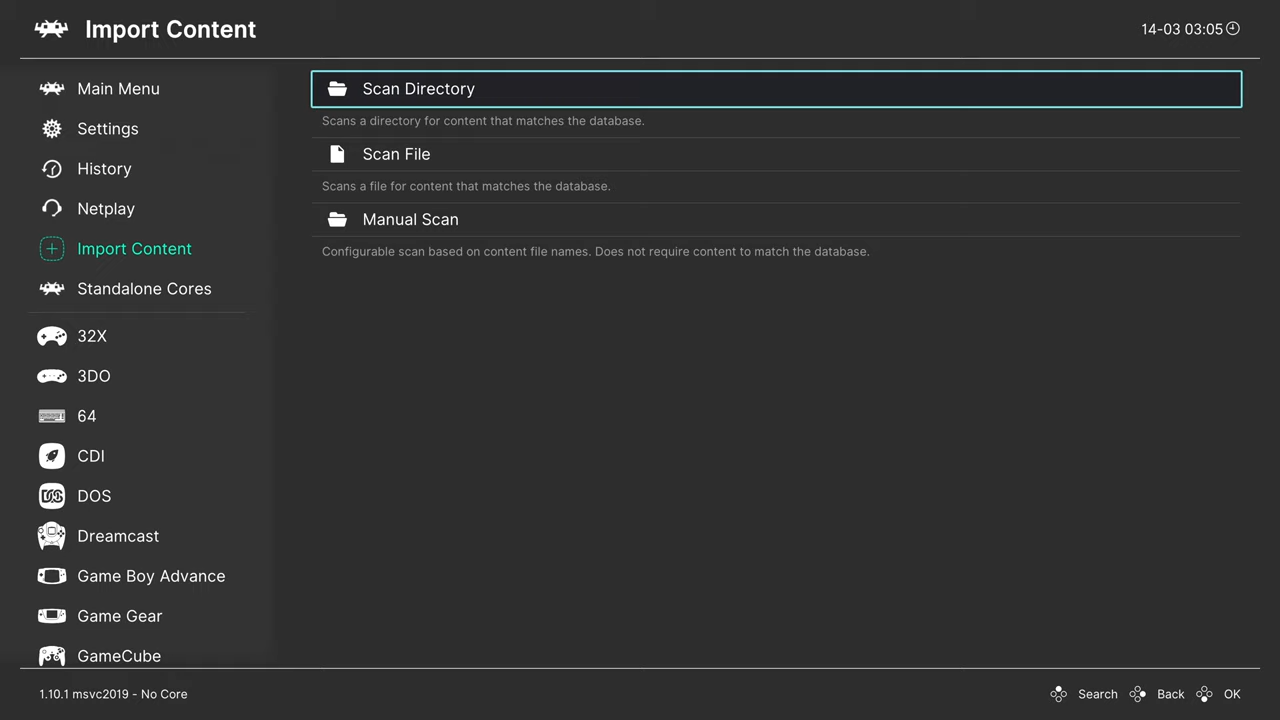 Import Content
14-03 03:05
Main Menu
Settings
History
Netplay
Import Content
Standalone Cores
32X
3DO
64
CDI
DOS
Dreamcast
Game Boy Advance
Game Gear
GameCube
Scan Directory
Scans a directory for content that matches the database.
Scan File
Scans a file for content that matches the database.
Manual Scan
Configurable scan based on content file names. Does not require content to match the database.
1.10.1 msvc2019 - No Core
Search
Back
OK